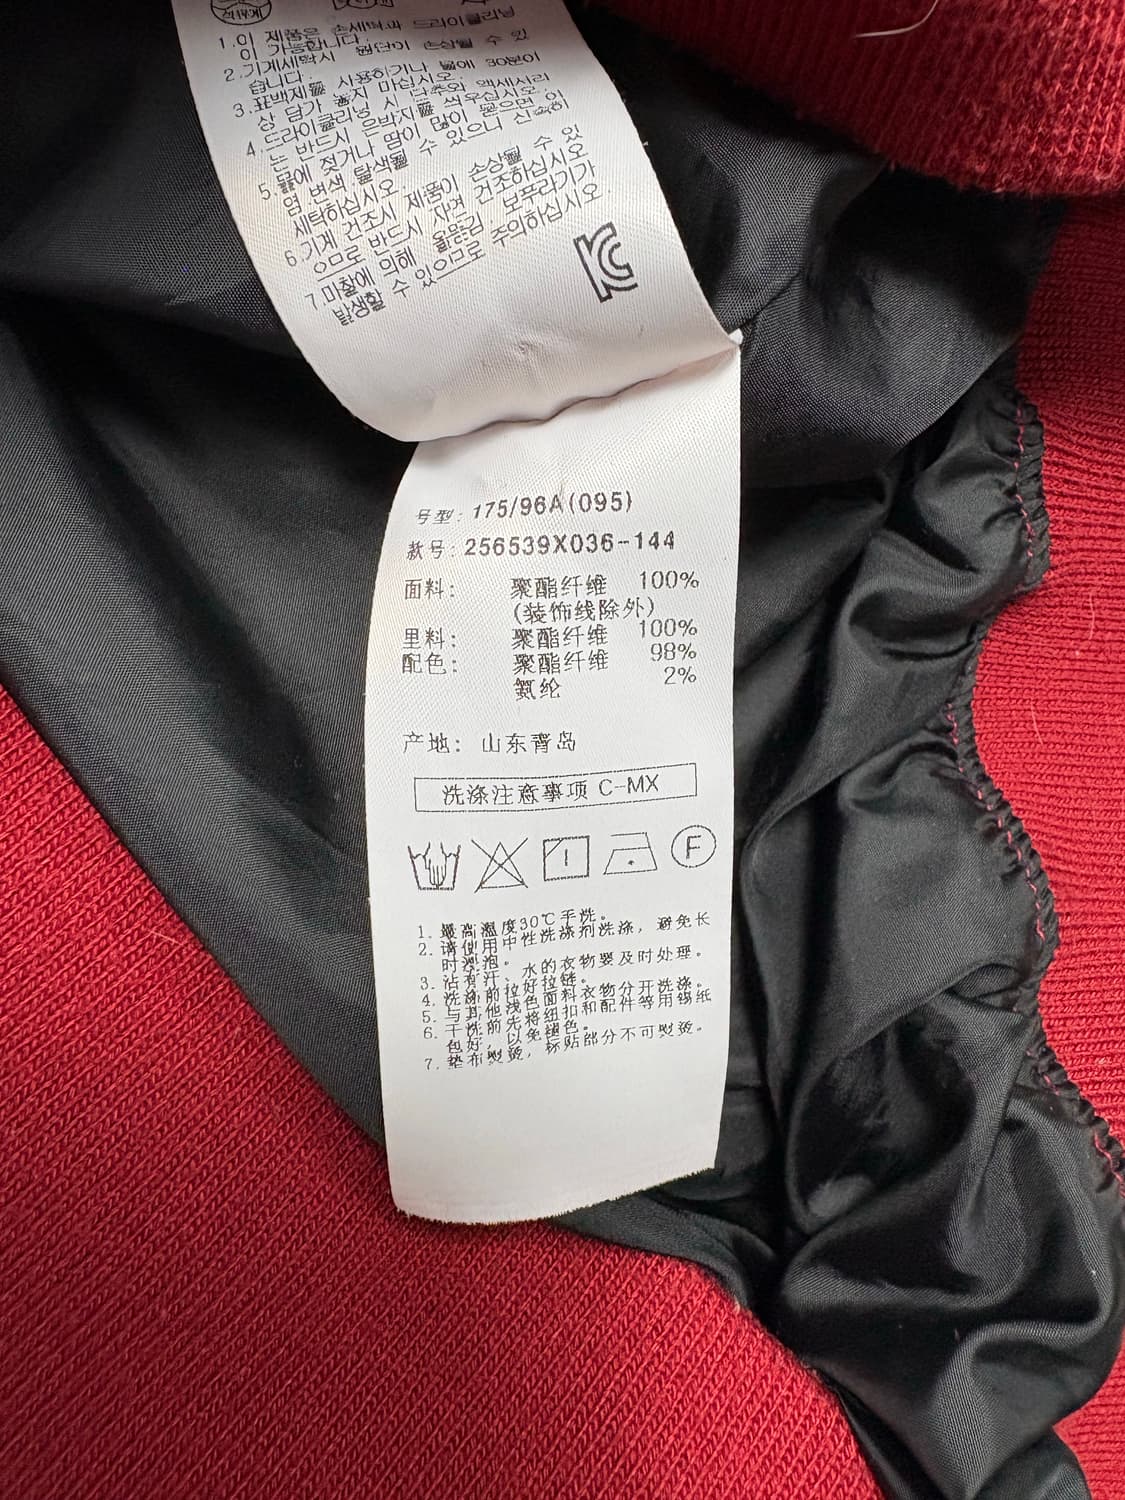 1.이 제품은 손세탁과 드라이클리닝
이 가능합니다.
2.기계세탁시 원단이 손상될 수 있
습니다.
3.표백제를 사용하거나 물에 30분이
상 담가 놓지 마십시오.
4.드라이클리닝 시 단추와 액세서리
는 반드시 은박지를 씌우십시오.
5.물에 젖거나 땀이 많이 묻으면 이
염,변색,탈색될 수 있으니 신속히
세탁하십시오.
6.기계 건조시 제품이 손상될 수 있
으므로 반드시 자연 건조하십시오
7.마찰에 의해 올뜯김, 보푸라기가
발생할 수 있으므로 주의하십시오.
号型: 175/96A(095)
款号: 256539X036-144
面料: 聚酯纤维 100%
(装饰线除外)
里料: 聚酯纤维 100%
配色: 聚酯纤维 98%
氨纶 2%
产地: 山东青岛
洗涤注意事项 C-MX
F
1. 最高温度30℃手洗。
2. 请使用中性洗涤剂洗涤，避免长
时浸泡。
3. 沾有汗、水的衣物要及时处理。
4. 洗涤前拉好拉链。
5. 与其他浅色面料衣物分开洗涤。
6. 干洗前先将纽扣和配件等用锡纸
包好，以免褪色。
7. 垫布熨烫，标贴部分不可熨烫。